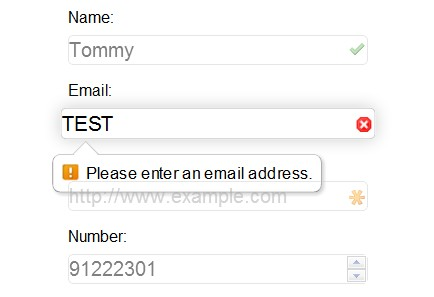 Name:
Tommy
Email:
TEST
Please enter an email address.
http://www.example.com
Number:
91222301